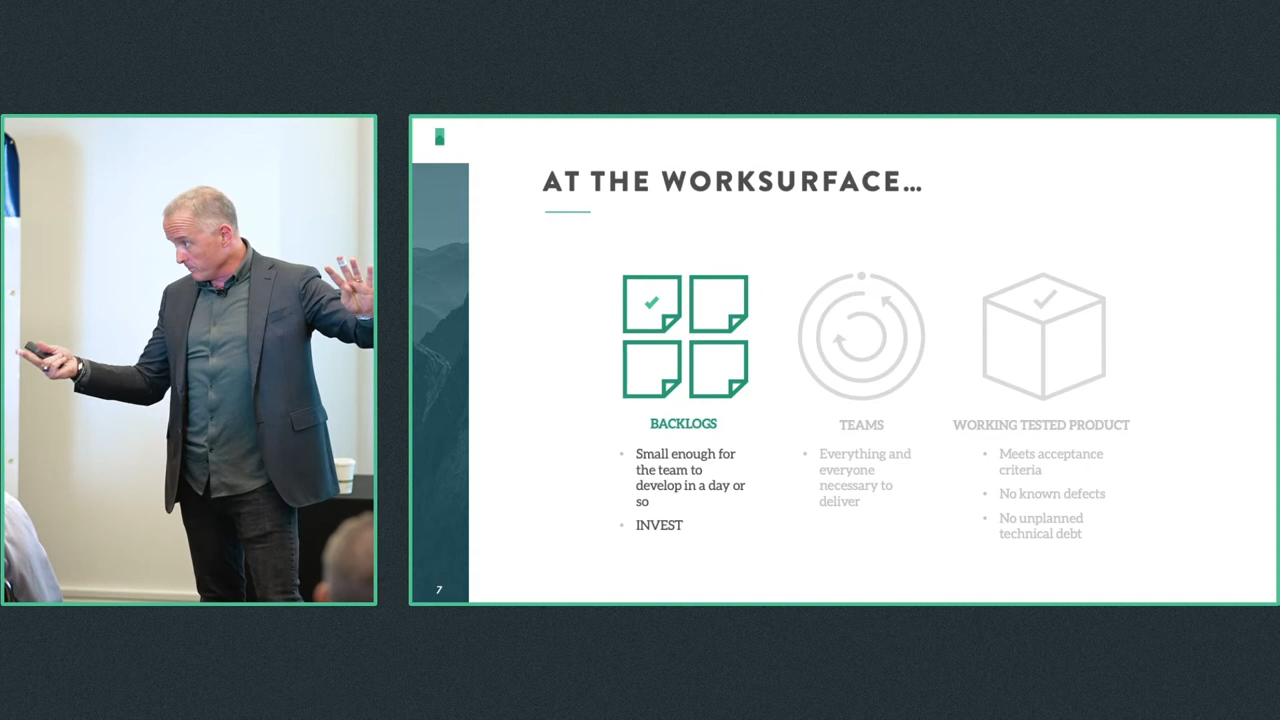 AT THE WORKSURFACE...
BACKLOGS
• Small enough for
the team to
develop in a day or
so
• INVEST
TEAMS
• Everything and
everyone
necessary to
deliver
WORKING TESTED PRODUCT
• Meets acceptance
criteria
• No known defects
• No unplanned
technical debt
7